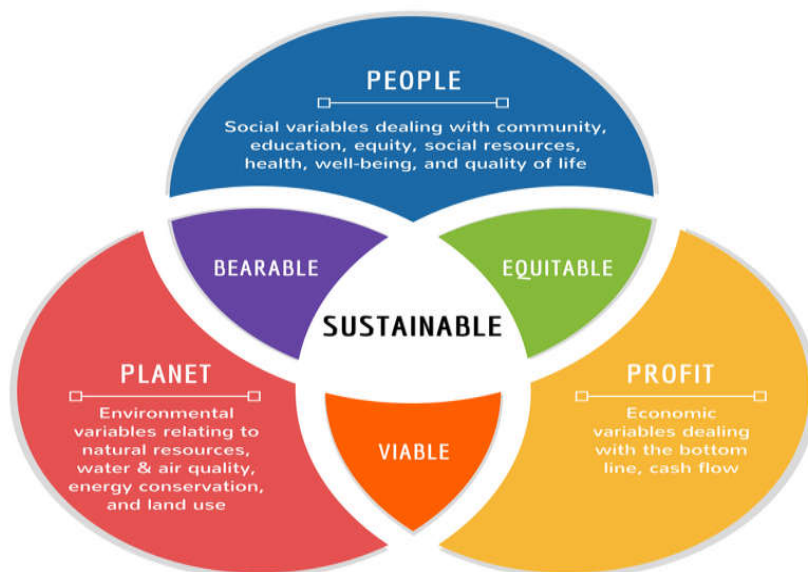 PEOPLE
Social variables dealing with community,
education, equity, social resources,
health, well-being, and quality of life
BEARABLE
EQUITABLE
SUSTAINABLE
PLANET
Environmental
variables relating to
natural resources,
water & air quality,
energy conservation,
and land use
PROFIT
Economic
variables dealing
with the bottom
line, cash flow
VIABLE